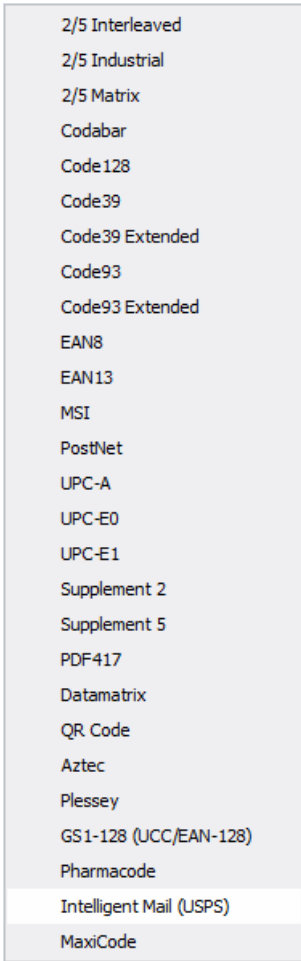 2/5 Interleaved
2/5 Industrial
2/5 Matrix
Codabar
Code128
Code39
Code39 Extended
Code93
Code93 Extended
EAN8
EAN13
MSI
PostNet
UPC-A
UPC-E0
UPC-E1
Supplement 2
Supplement 5
PDF417
Datamatrix
QR Code
Aztec
Plessey
GS1-128 (UCC/EAN-128)
Pharmacode
Intelligent Mail (USPS)
MaxiCode